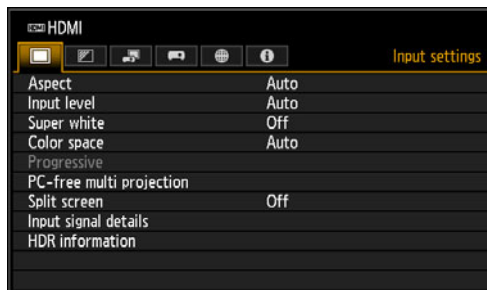 HDMI HDMI
Input settings
Aspect Auto
Input level Auto
Super white Off
Color space Auto
Progressive
PC-free multi projection
Split screen Off
Input signal details
HDR information